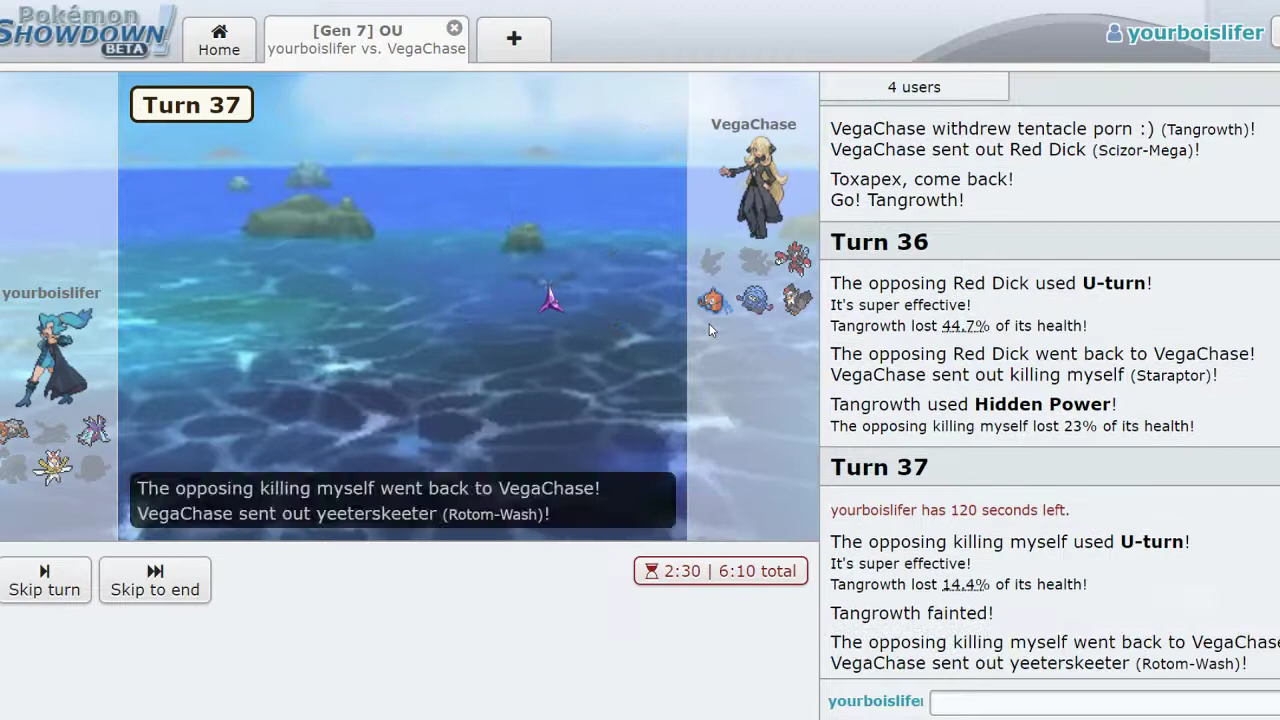 Pokémon
SHOWDOWN!
BETA
Home
[Gen 7] OU
yourboislifer vs. VegaChase
+
yourboislifer
Turn 37
VegaChase
yourboislifer
The opposing killing myself went back to VegaChase!
VegaChase sent out yeeterskeeter (Rotom-Wash)!
Skip turn
Skip to end
2:30 | 6:10 total
4 users
VegaChase withdrew tentacle porn :) (Tangrowth)!
VegaChase sent out Red Dick (Scizor-Mega)!
Toxapex, come back!
Go! Tangrowth!
Turn 36
The opposing Red Dick used U-turn!
It's super effective!
Tangrowth lost 44.7% of its health!
The opposing Red Dick went back to VegaChase!
VegaChase sent out killing myself (Staraptor)!
Tangrowth used Hidden Power!
The opposing killing myself lost 23% of its health!
Turn 37
yourboislifer has 120 seconds left.
The opposing killing myself used U-turn!
It's super effective!
Tangrowth lost 14.4% of its health!
Tangrowth fainted!
The opposing killing myself went back to VegaChase
VegaChase sent out yeeterskeeter (Rotom-Wash)!
yourboislife